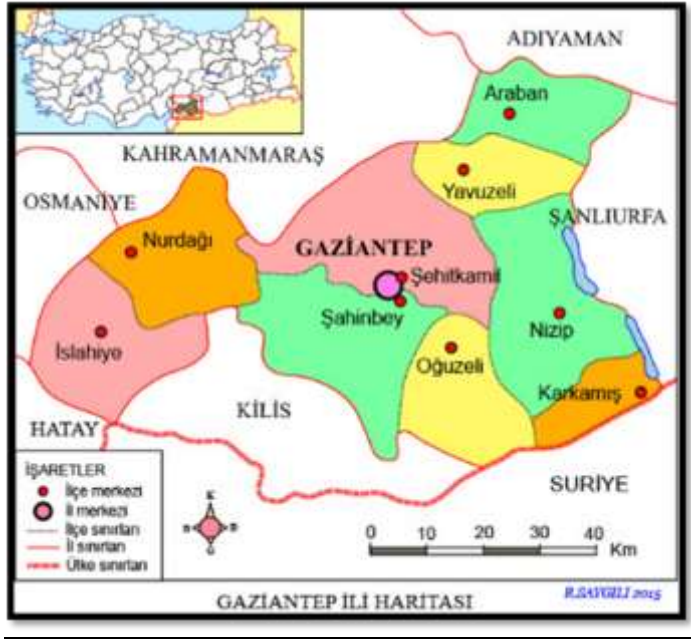 ADIYAMAN
Araban
KAHRAMANMARAŞ
Yavuzeli
OSMANİYE
ŞANLIURFA
Nurdağı
GAZİANTEP
Şehitkamil
Şahinbey
Nizip
İslahiye
Oğuzeli
Karkamış
KİLİS
HATAY
SURİYE
İŞARETLER
İlçe merkezi
İl merkezi
İlçe sınırları
İl sınırları
Ülke sınırları
K
B D
G
0 10 20 30 40
Km
GAZİANTEP İLİ HARİTASI
R.SAYGILI 2015